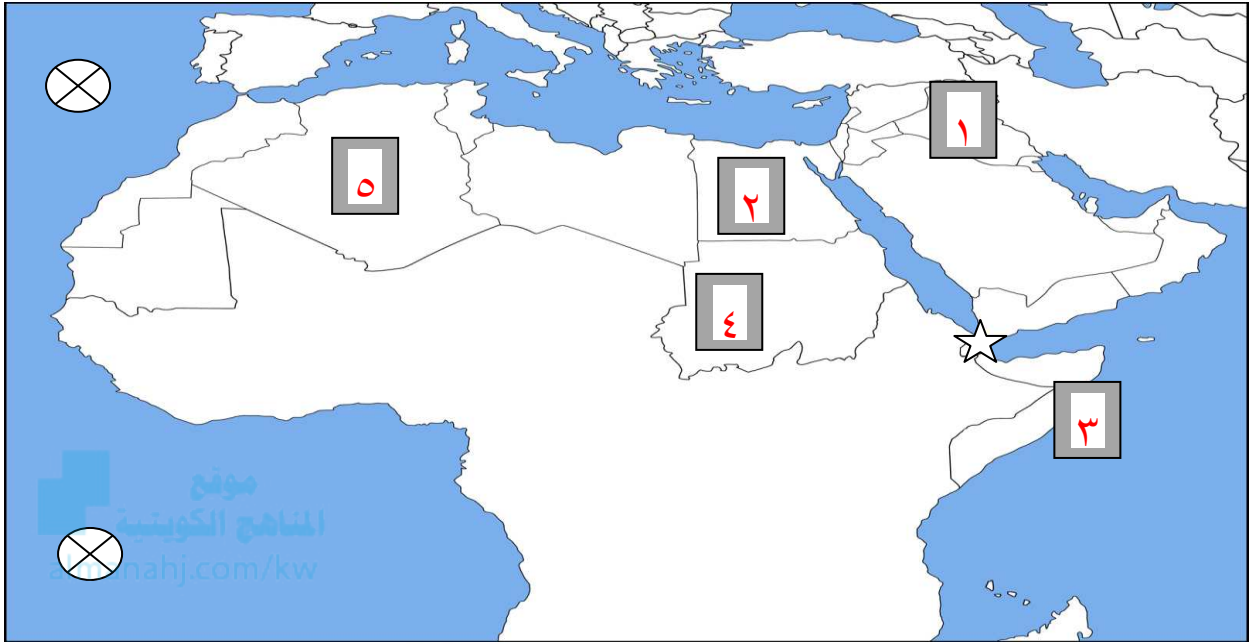 ١
٥
٢
٤
٣
موقع
المناهج الكويتية
almanahj.com/kw